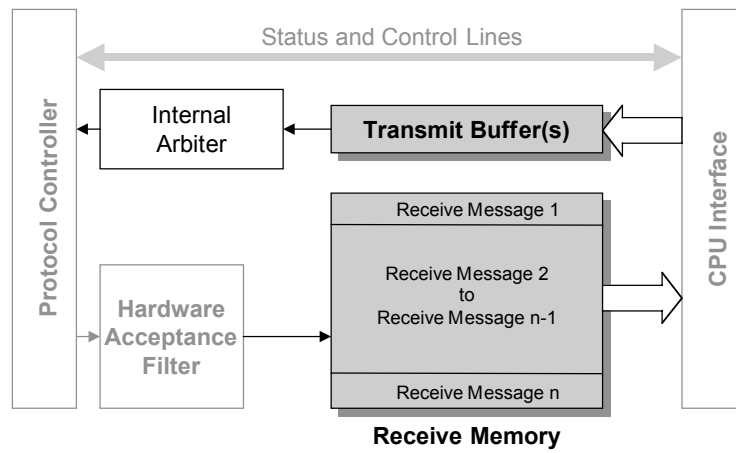 Status and Control Lines
Protocol Controller
Internal
Arbiter
Transmit Buffer(s)
CPU Interface
Receive Message 1
Receive Message 2
to
Receive Message n-1
Hardware
Acceptance
Filter
Receive Message n
Receive Memory